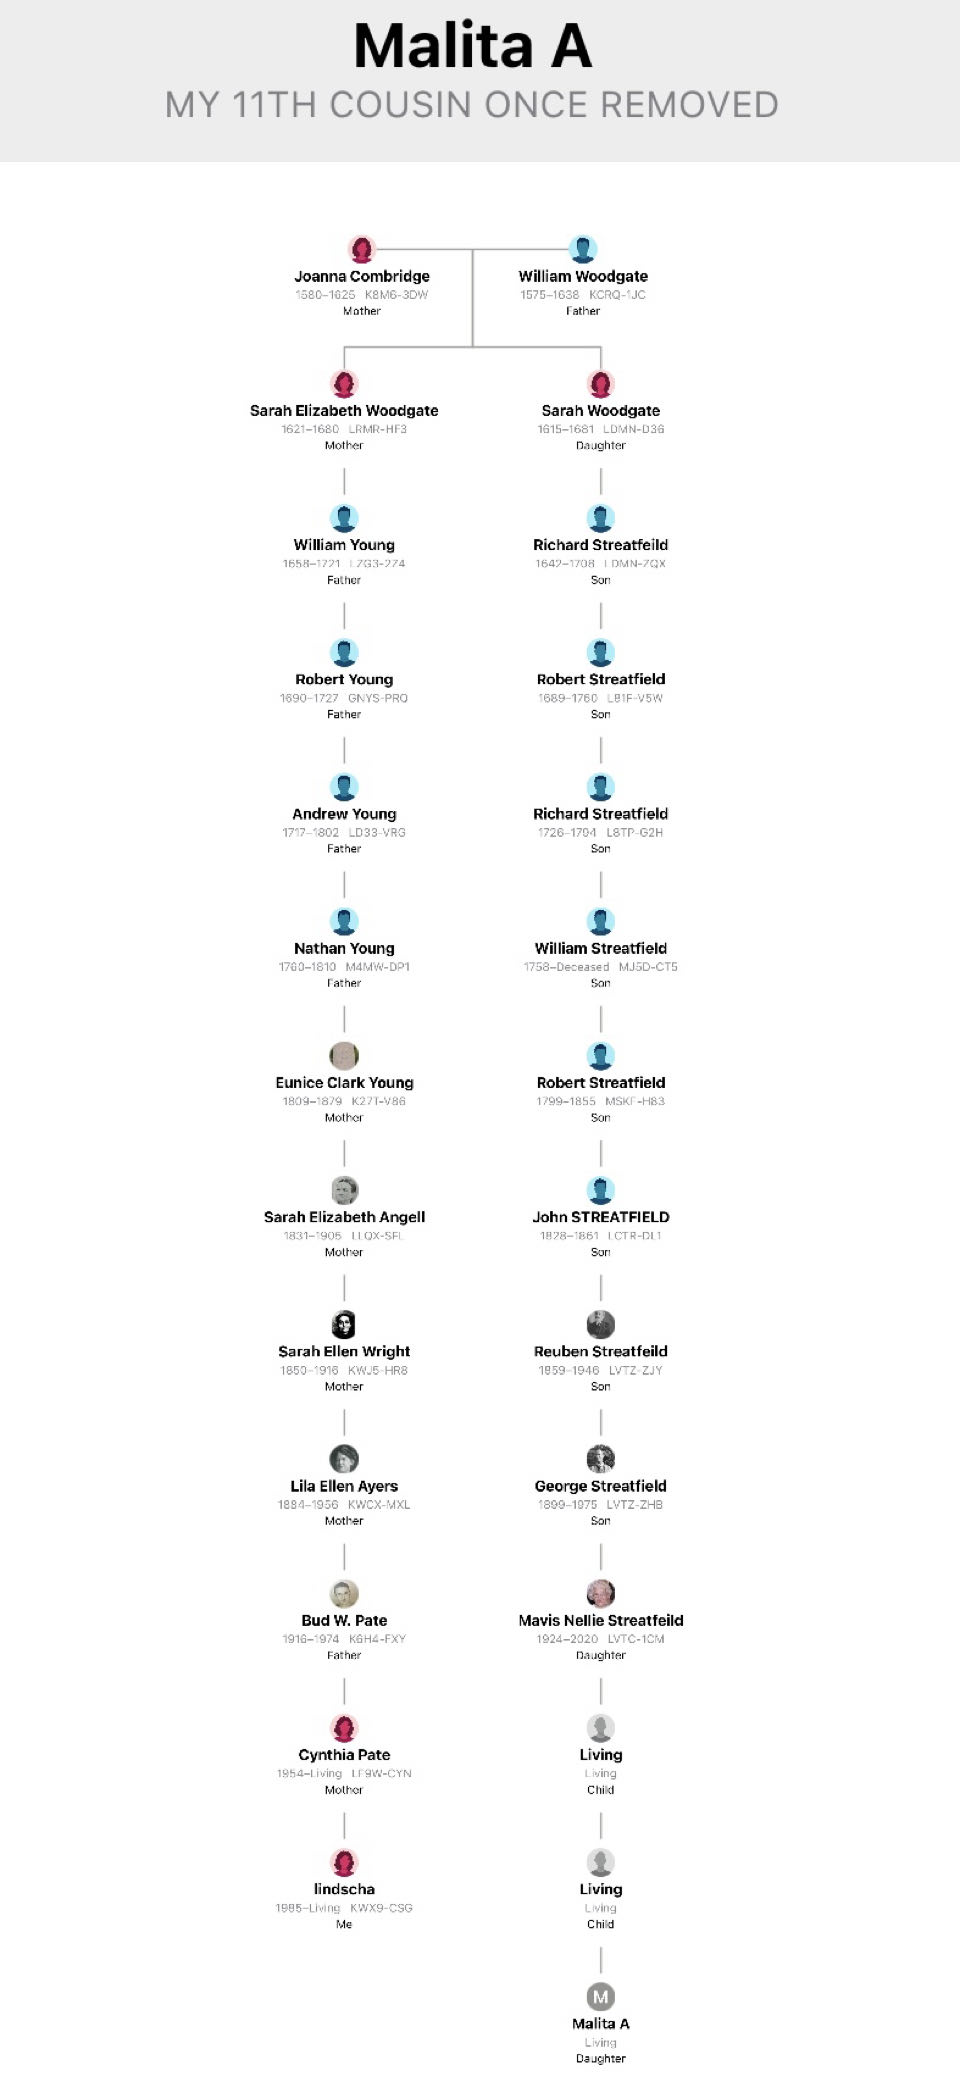 Malita A
MY 11TH COUSIN ONCE REMOVED
Joanna Combridge
1580–1625 K8M6-3DW
Mother
William Woodgate
1575–1638 KCRQ-1JC
Father
Sarah Elizabeth Woodgate
1621–1680 LRMR-HF3
Mother
Sarah Woodgate
1615–1681 LDMN-D36
Daughter
William Young
1658–1721 LZG3-2Z4
Father
Richard Streatfeild
1642–1708 LDMN-ZQX
Son
Robert Young
1690–1727 GNYS-PRQ
Father
Robert Streatfield
1689–1760 L81F-V5W
Son
Andrew Young
1717–1802 LD33-VRG
Father
Richard Streatfield
1726–1794 L8TP-G2H
Son
Nathan Young
1760–1810 M4MW-DP1
Father
William Streatfield
1758–Deceased MJ5D-CT5
Son
Eunice Clark Young
1809–1879 K27T-V86
Mother
Robert Streatfield
1799–1855 MSKF-H83
Son
Sarah Elizabeth Angell
1831–1905 LLQX-SFL
Mother
John STREATFIELD
1828–1861 LCTR-DL1
Son
Sarah Ellen Wright
1850–1916 KWJ5-HR8
Mother
Reuben Streatfeild
1859–1946 LVTZ-ZJY
Son
Lila Ellen Ayers
1884–1956 KWCX-MXL
Mother
George Streatfield
1899–1975 LVTZ-ZHB
Son
Bud W. Pate
1916–1974 K6H4-FXY
Father
Mavis Nellie Streatfeild
1924–2020 LVTC-1CM
Daughter
Cynthia Pate
1954–Living LF9W-CYN
Mother
Living
Living
Child
lindscha
1985–Living KWX9-CSG
Me
Living
Living
Child
M
Malita A
Living
Daughter